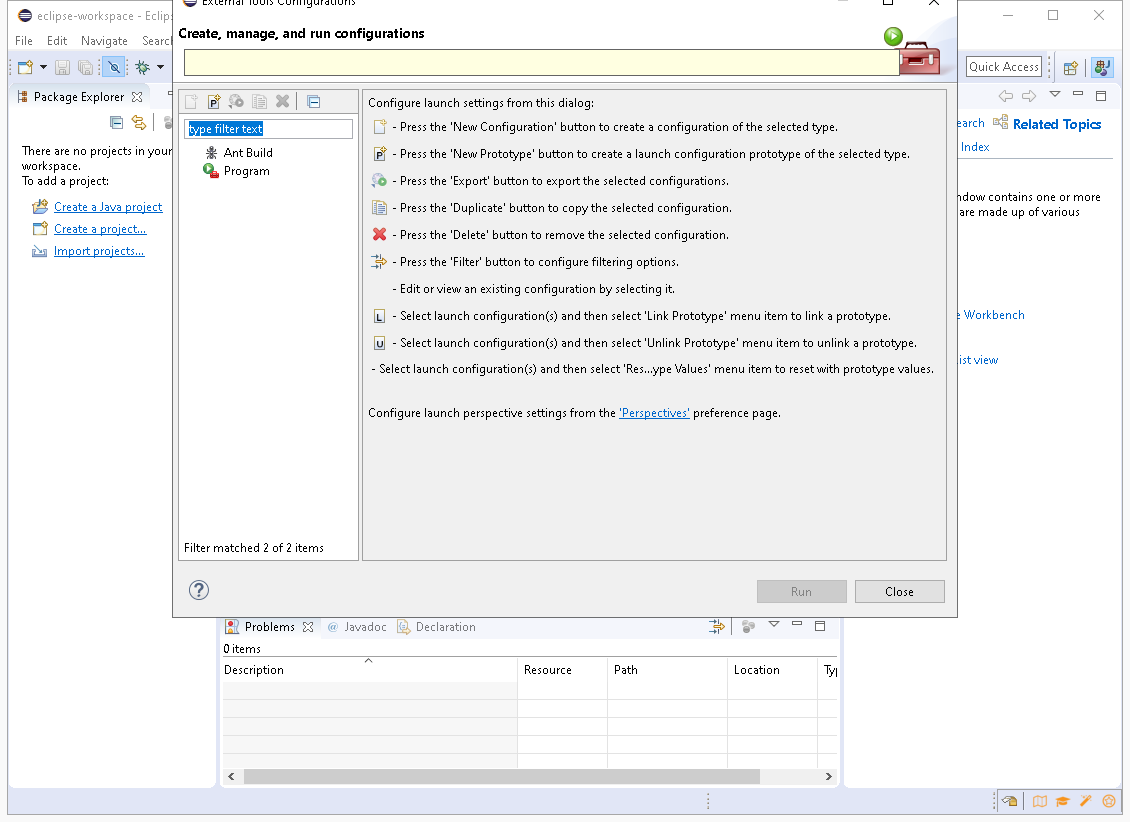 eclipse-workspace - Eclips
External Tools Configurations
File Edit Navigate Search
Create, manage, and run configurations
Quick Access
Package Explorer
There are no projects in your
workspace.
To add a project:
Create a Java project
Create a project...
Import projects...
type filter text
Ant Build
Program
Filter matched 2 of 2 items
Configure launch settings from this dialog:
- Press the 'New Configuration' button to create a configuration of the selected type.
- Press the 'New Prototype' button to create a launch configuration prototype of the selected type.
- Press the 'Export' button to export the selected configurations.
- Press the 'Duplicate' button to copy the selected configuration.
- Press the 'Delete' button to remove the selected configuration.
- Press the 'Filter' button to configure filtering options.
- Edit or view an existing configuration by selecting it.
L - Select launch configuration(s) and then select 'Link Prototype' menu item to link a prototype.
U - Select launch configuration(s) and then select 'Unlink Prototype' menu item to unlink a prototype.
- Select launch configuration(s) and then select 'Res...ype Values' menu item to reset with prototype values.
Configure launch perspective settings from the 'Perspectives' preference page.
Run Close
earch Related Topics
Index
ndow contains one or more
are made up of various
e Workbench
ist view
Problems @ Javadoc Declaration
0 items
Description Resource Path Location Typ